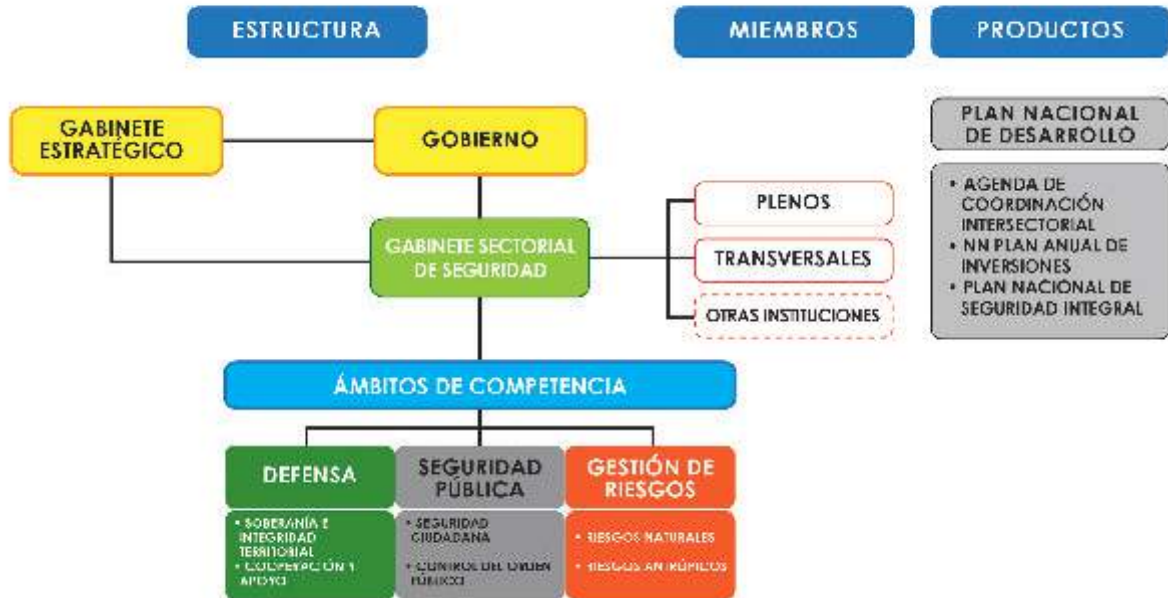 ESTRUCTURA
MIEMBROS
PRODUCTOS
GABINETE
ESTRATÉGICO
GOBIERNO
GABINETE SECTORIAL
DE SEGURIDAD
PLENOS
TRANSVERSALES
OTRAS INSTITUCIONES
PLAN NACIONAL
DE DESARROLLO
• AGENDA DE
COORDINACIÓN
INTERSECTORIAL
• NN PLAN ANUAL DE
INVERSIONES
• PLAN NACIONAL DE
SEGURIDAD INTEGRAL
ÁMBITOS DE COMPETENCIA
DEFENSA
• SOBERANÍA E
INTEGRIDAD
TERRITORIAL
• COOPERACIÓN Y
APOYO
SEGURIDAD
PÚBLICA
• SEGURIDAD
CIUDADANA
• CONTROL DEL ORDEN
PÚBLICO
GESTIÓN DE
RIESGOS
• RIESGOS NATURALES
• RIESGOS ANTRÓPICOS